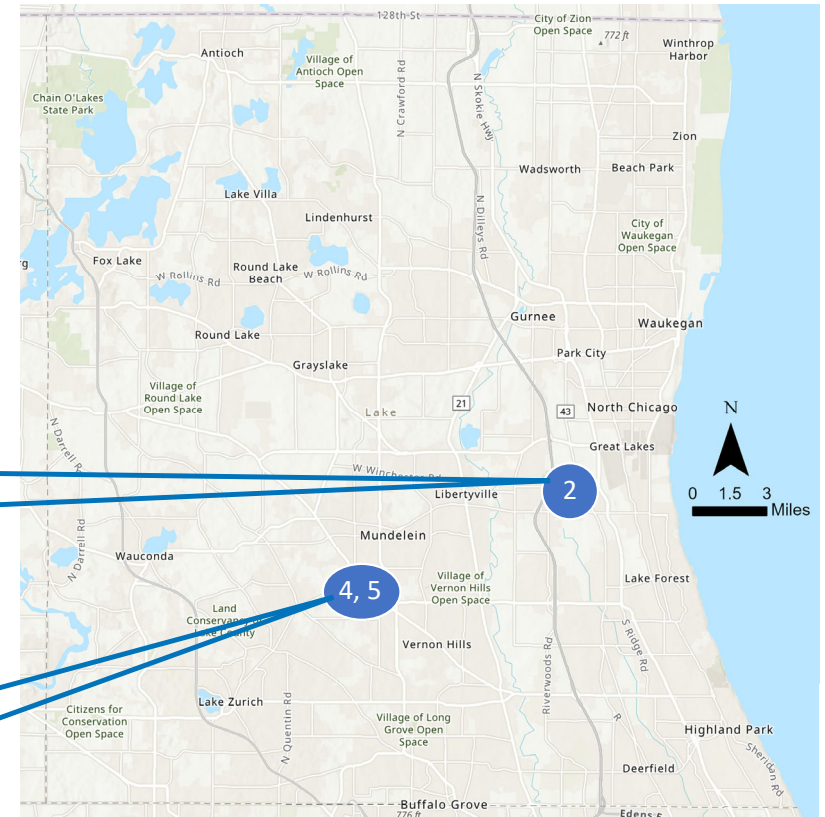 128th St
City of Zion
Open Space
772 ft
Winthrop
Harbor
Antioch
Village of
Antioch Open
Space
N Crawford Rd
N Skokie Hwy
Chain O'Lakes
State Park
Zion
Wadsworth
Beach Park
Lake Villa
Lindenhurst
N Dilleys Rd
City of
Waukegan
Open Space
Fox Lake
W Rollins Rd
Round Lake
Beach
W Rollins Rd
Gurnee
Waukegan
Round Lake
Park City
Grayslake
Village of
Round Lake
Open Space
Lake
21
43
North Chicago
N
Great Lakes
N Darrell Rd
W Winchester Rd
Libertyville
2
0 1.5 3
Miles
Mundelein
N Darrell Rd
Wauconda
4, 5
Village of
Vernon Hills
Open Space
Lake Forest
Land
Conservancy of
Lake County
S Ridge Rd
Vernon Hills
Riverwoods Rd
Lake Zurich
N Quentin Rd
Citizens for
Conservation
Open Space
Village of Long
Grove Open
Space
R
Highland Park
Sheridan Rd
Deerfield
Buffalo Grove
776 ft